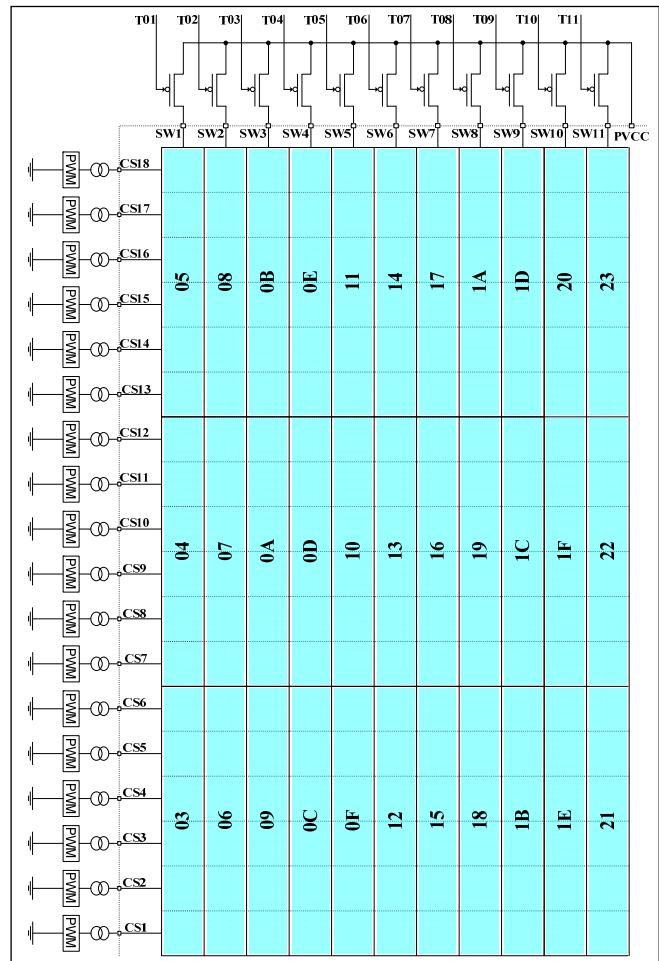 T01 T02 T03 T04 T05 T06 T07 T08 T09 T10 T11
SW1 SW2 SW3 SW4 SW5 SW6 SW7 SW8 SW9 SW10 SW11 PVCC
PWM CS18
PWM CS17
PWM CS16
05 08 0B 0E 11 14 17 1A 1D 20 23
PWM CS15
PWM CS14
PWM CS13
PWM CS12
PWM CS11
PWM CS10
04 07 0A 0D 10 13 16 19 1C 1F 22
PWM CS9
PWM CS8
PWM CS7
PWM CS6
PWM CS5
PWM CS4
03 06 09 0C 0F 12 15 18 1B 1E 21
PWM CS3
PWM CS2
PWM CS1